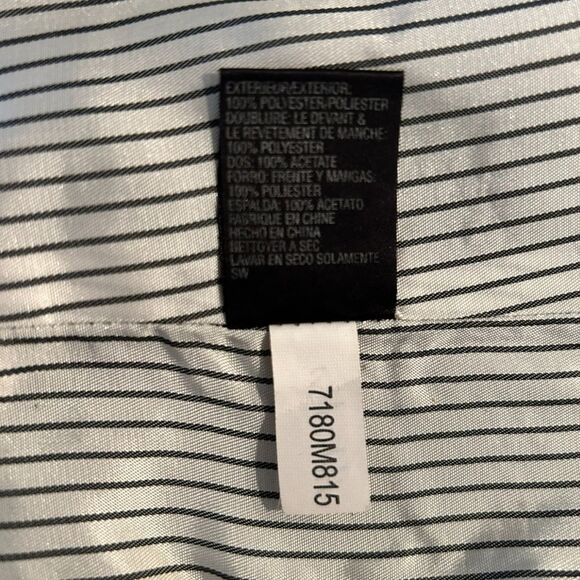 EXTERIEUR/EXTERIOR:
100% POLYESTER-POLIESTER
DOUBLURE: LE DEVANT &
LE REVETEMENT DE MANCHE:
100% POLYESTER
DOS: 100% ACETATE
FORRO: FRENTE Y MANGAS:
100% POLIESTER
ESPALDA: 100% ACETATO
FABRIQUE EN CHINE
HECHO EN CHINA
NETTOYER A SEC
LAVAR EN SECO SOLAMENTE
SW
7180M815